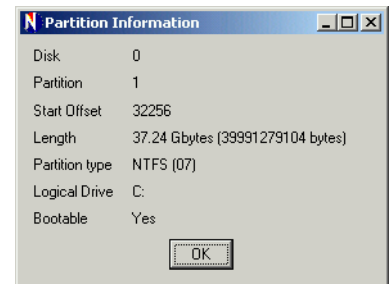 Partition Information
Disk 0
Partition 1
Start Offset 32256
Length 37.24 Gbytes (39991279104 bytes)
Partition type NTFS (07)
Logical Drive C:
Bootable Yes
OK